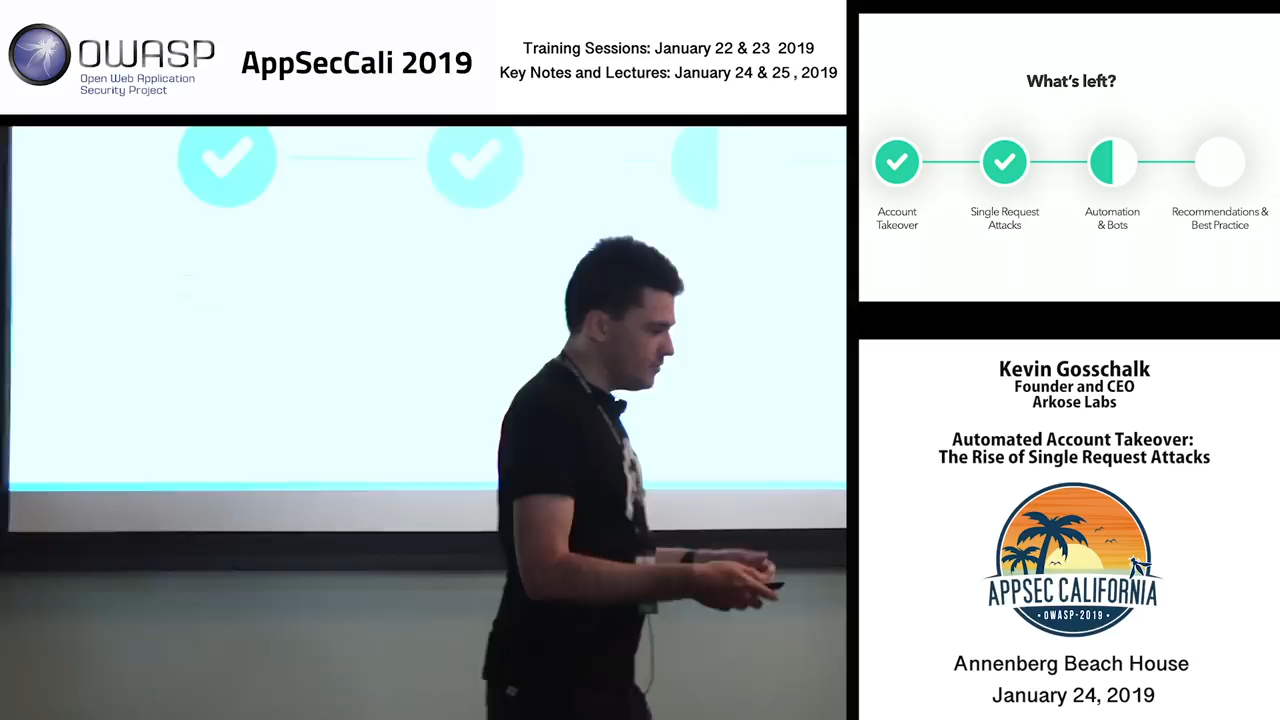 OWASP
Open Web Application
Security Project
AppSecCali 2019
Training Sessions: January 22 & 23 2019
Key Notes and Lectures: January 24 & 25 , 2019
What's left?
Account
Takeover
Single Request
Attacks
Automation
& Bots
Recommendations &
Best Practice
Kevin Gosschalk
Founder and CEO
Arkose Labs
Automated Account Takeover:
The Rise of Single Request Attacks
APPSEC CALIFORNIA
• OWASP-2019 •
Annenberg Beach House
January 24, 2019